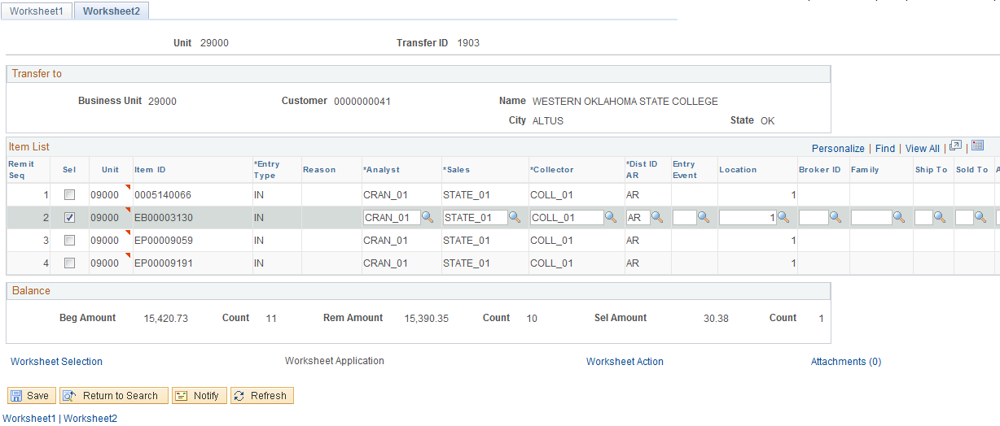 Worksheet1 Worksheet2
Unit 29000 Transfer ID 1903
Transfer to
Business Unit 29000 Customer 0000000041 Name WESTERN OKLAHOMA STATE COLLEGE
City ALTUS State OK
Item List Personalize | Find | View All | |
Remit Seq Sel Unit Item ID *Entry Type Reason *Analyst *Sales *Collector *Dist ID AR Entry Event Location Broker ID Family Ship To Sold To
1 09000 0005140066 IN CRAN_01 STATE_01 COLL_01 AR 1
2 09000 EB00003130 IN CRAN_01 STATE_01 COLL_01 AR 1
3 09000 EP00009059 IN CRAN_01 STATE_01 COLL_01 AR 1
4 09000 EP00009191 IN CRAN_01 STATE_01 COLL_01 AR 1
Balance
Beg Amount 15,420.73 Count 11 Rem Amount 15,390.35 Count 10 Sel Amount 30.38 Count 1
Worksheet Selection Worksheet Application Worksheet Action Attachments (0)
Save Return to Search Notify Refresh
Worksheet1 | Worksheet2